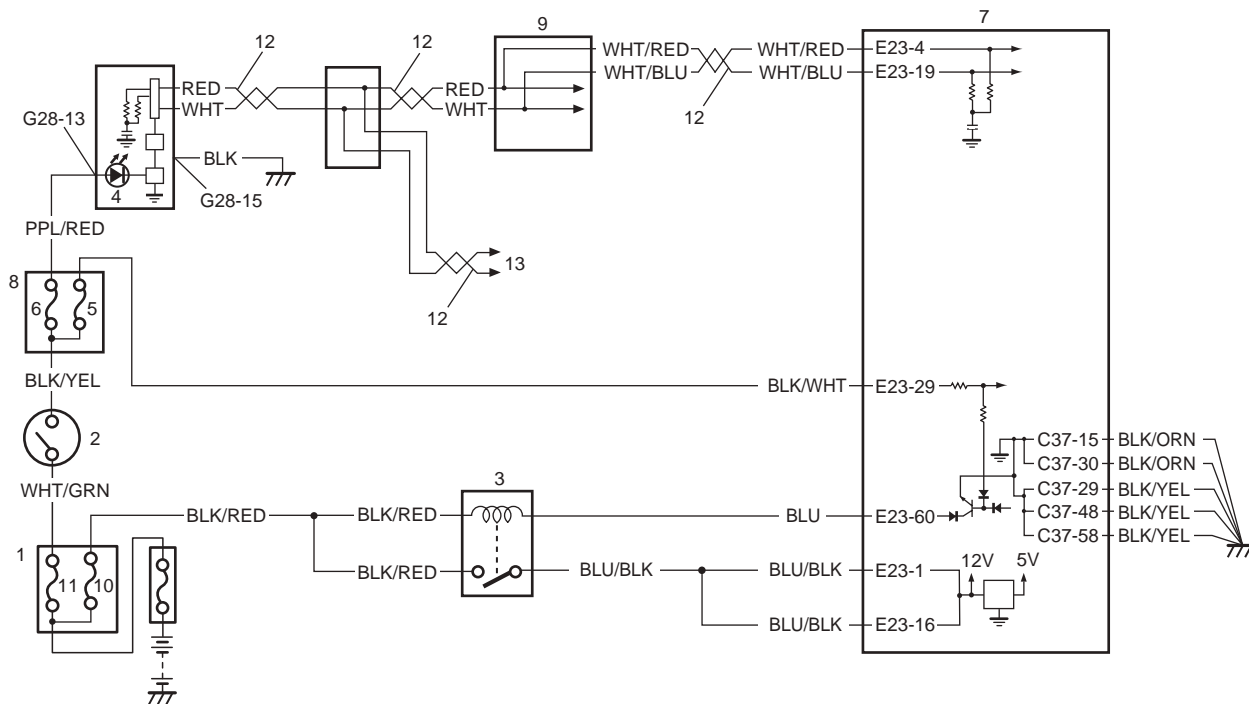 12 12 9 7
WHT/RED WHT/RED E23-4
WHT/BLU WHT/BLU E23-19
RED RED
WHT WHT
12
G28-13
BLK
4 G28-15
PPL/RED
13
8
6 5
12
BLK/YEL
BLK/WHT E23-29
2
C37-15 BLK/ORN
C37-30 BLK/ORN
C37-29 BLK/YEL
C37-48 BLK/YEL
C37-58 BLK/YEL
WHT/GRN
3
BLK/RED BLK/RED BLU E23-60
1
11 10
BLK/RED BLU/BLK BLU/BLK E23-1
12V 5V
BLU/BLK E23-16